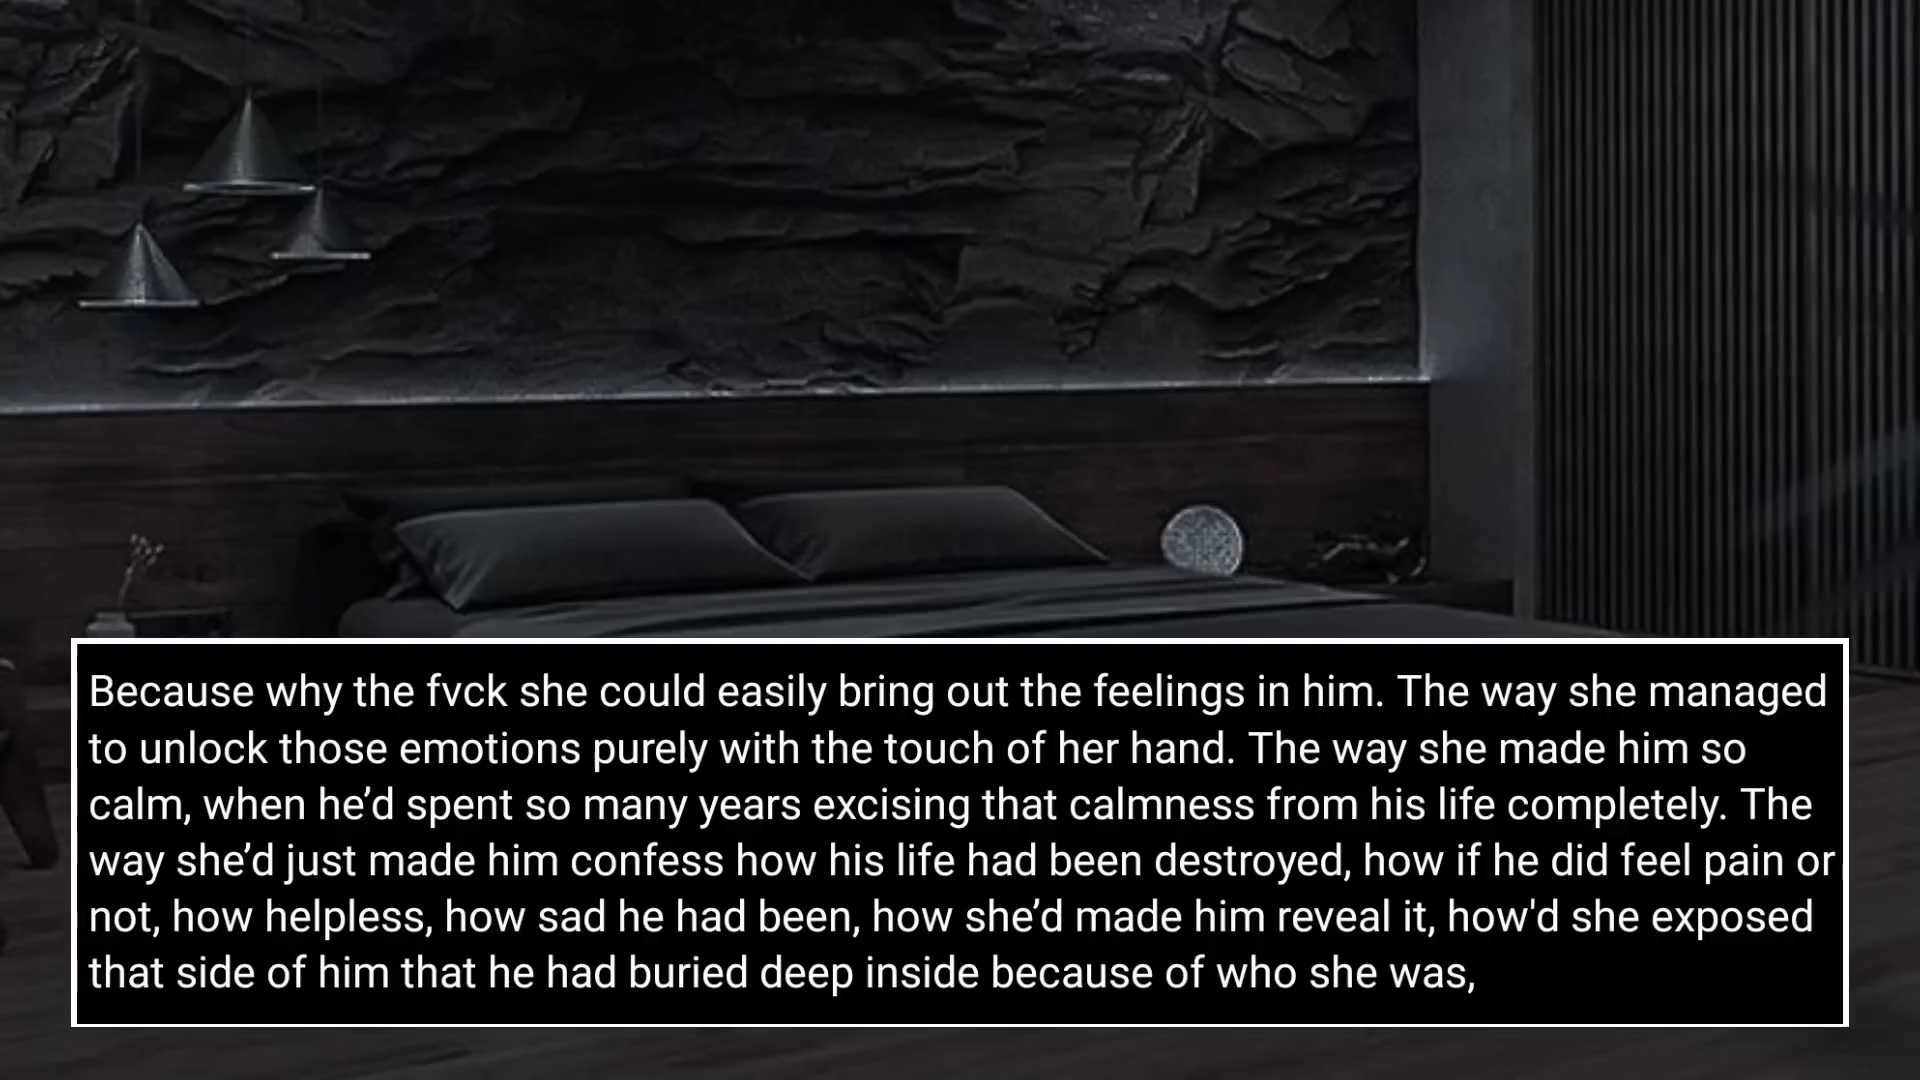 Because why the fvck she could easily bring out the feelings in him. The way she managed
to unlock those emotions purely with the touch of her hand. The way she made him so
calm, when he’d spent so many years excising that calmness from his life completely. The
way she’d just made him confess how his life had been destroyed, how if he did feel pain or
not, how helpless, how sad he had been, how she’d made him reveal it, how'd she exposed
that side of him that he had buried deep inside because of who she was,